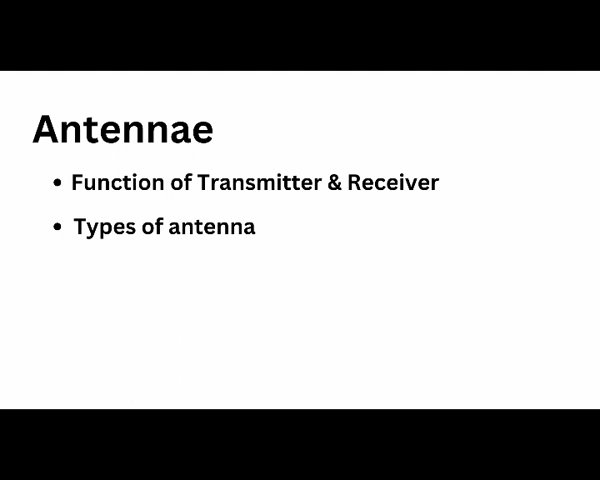 Antennae
• Function of Transmitter & Receiver
• Types of antenna